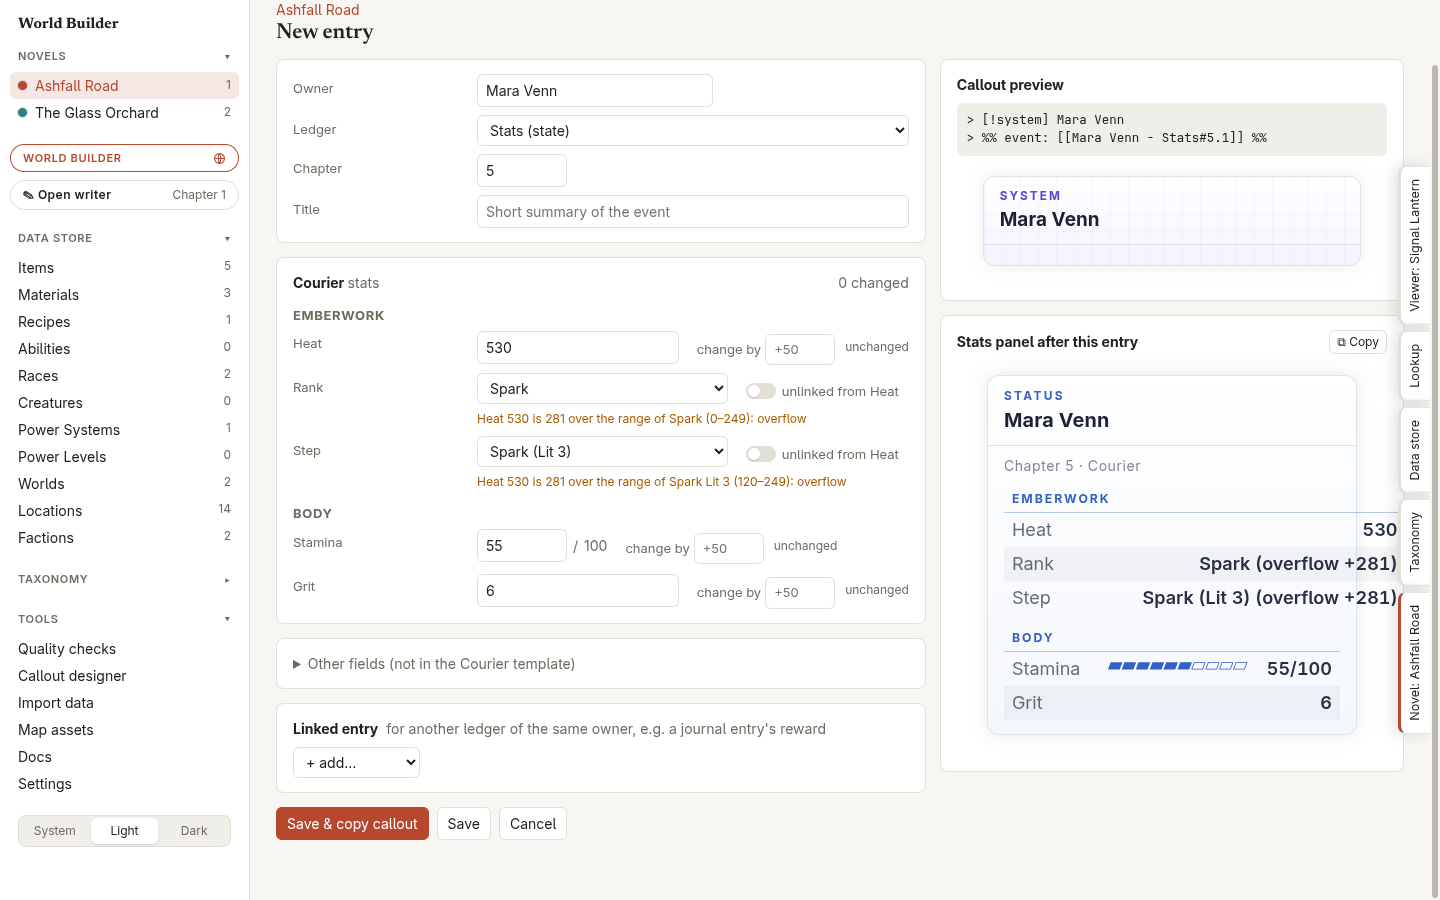 World Builder
NOVELS ▾
Ashfall Road 1
The Glass Orchard 2
WORLD BUILDER
✎ Open writer Chapter 1
DATA STORE ▾
Items 5
Materials 3
Recipes 1
Abilities 0
Races 2
Creatures 0
Power Systems 1
Power Levels 0
Worlds 2
Locations 14
Factions 2
TAXONOMY ▸
TOOLS ▾
Quality checks
Callout designer
Import data
Map assets
Docs
Settings
System Light Dark
Ashfall Road
New entry
Owner Mara Venn
Ledger Stats (state)
Chapter 5
Title Short summary of the event
Courier stats 0 changed
EMBERWORK
Heat 530 change by +50 unchanged
Rank Spark unlinked from Heat
Heat 530 is 281 over the range of Spark (0–249): overflow
Step Spark (Lit 3) unlinked from Heat
Heat 530 is 281 over the range of Spark Lit 3 (120–249): overflow
BODY
Stamina 55 / 100 change by +50 unchanged
Grit 6 change by +50 unchanged
▶ Other fields (not in the Courier template)
Linked entry for another ledger of the same owner, e.g. a journal entry's reward
+ add...
Save & copy callout Save Cancel
Callout preview
> [!system] Mara Venn
> %% event: [[Mara Venn - Stats#5.1]] %%
SYSTEM
Mara Venn
Stats panel after this entry ⧉ Copy
STATUS
Mara Venn
Chapter 5 · Courier
EMBERWORK
Heat 530
Rank Spark (overflow +281)
Step Spark (Lit 3) (overflow +281)
BODY
Stamina 55/100
Grit 6
Viewer: Signal Lantern
Lookup
Data store
Taxonomy
Novel: Ashfall Road